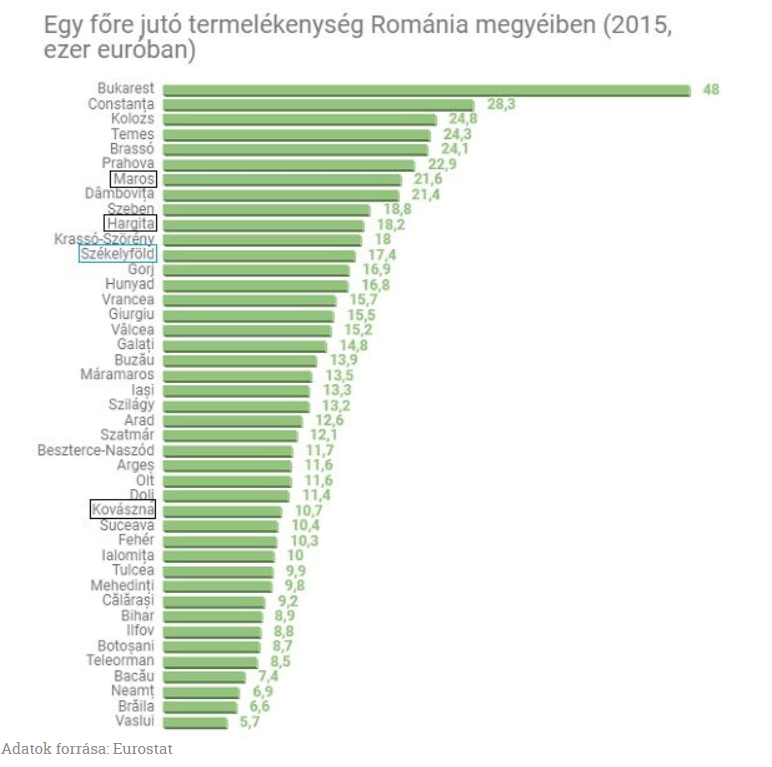 Egy főre jutó termelékenység Románia megyéiben (2015,
ezer euróban)
Bukarest 48
Constanța 28,3
Kolozs 24,8
Temes 24,3
Brassó 24,1
Prahova 22,9
Maros 21,6
Dâmbovița 21,4
Szeben 18,8
Hargita 18,2
Krassó-Szörény 18
Székelyföld 17,4
Gorj 16,9
Hunyad 16,8
Vrancea 15,7
Giurgiu 15,5
Vâlcea 15,2
Galați 14,8
Buzău 13,9
Máramaros 13,5
Iași 13,3
Szilágy 13,2
Arad 12,6
Szatmár 12,1
Beszterce-Naszód 11,7
Argeș 11,6
Olt 11,6
Dolj 11,4
Kovászna 10,7
Suceava 10,4
Fehér 10,3
Ialomița 10
Tulcea 9,9
Mehedinți 9,8
Călărași 9,2
Bihar 8,9
Ilfov 8,8
Botoșani 8,7
Teleorman 8,5
Bacău 7,4
Neamț 6,9
Brăila 6,6
Vaslui 5,7
Adatok forrása: Eurostat